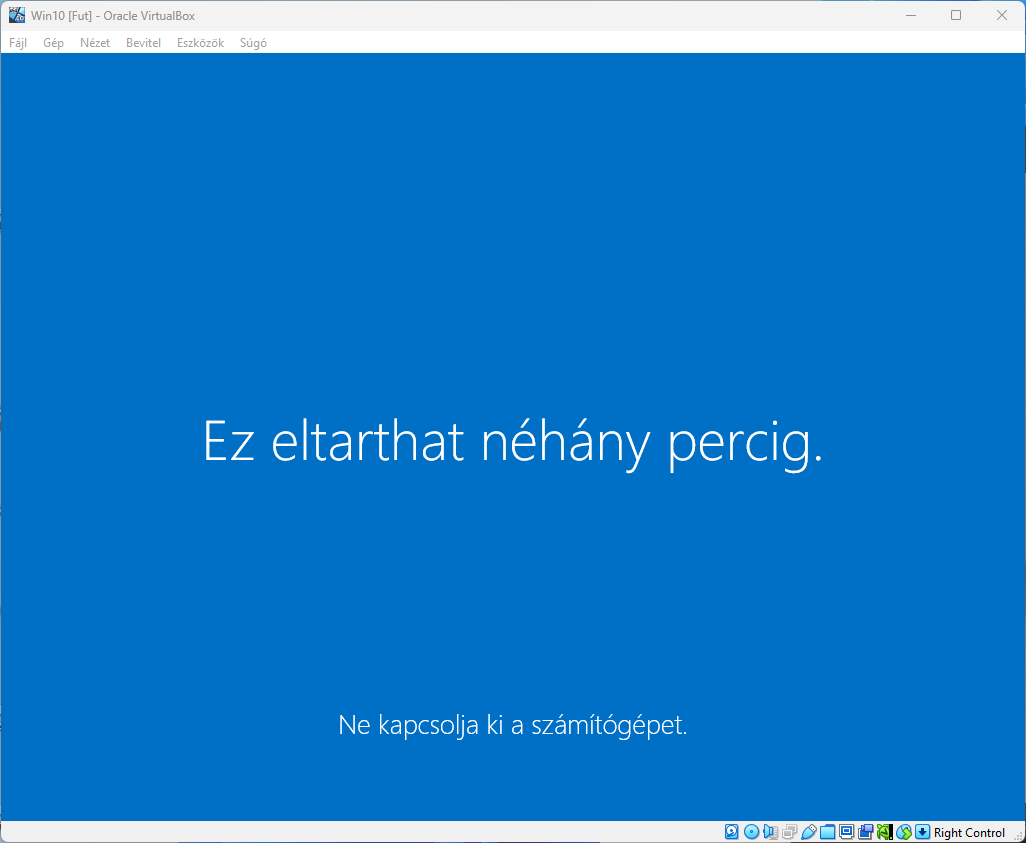 Win10 [Fut] - Oracle VirtualBox
Fájl Gép Nézet Bevitel Eszközök Súgó
Ez eltarthat néhány percig.
Ne kapcsolja ki a számítógépet.
Right Control